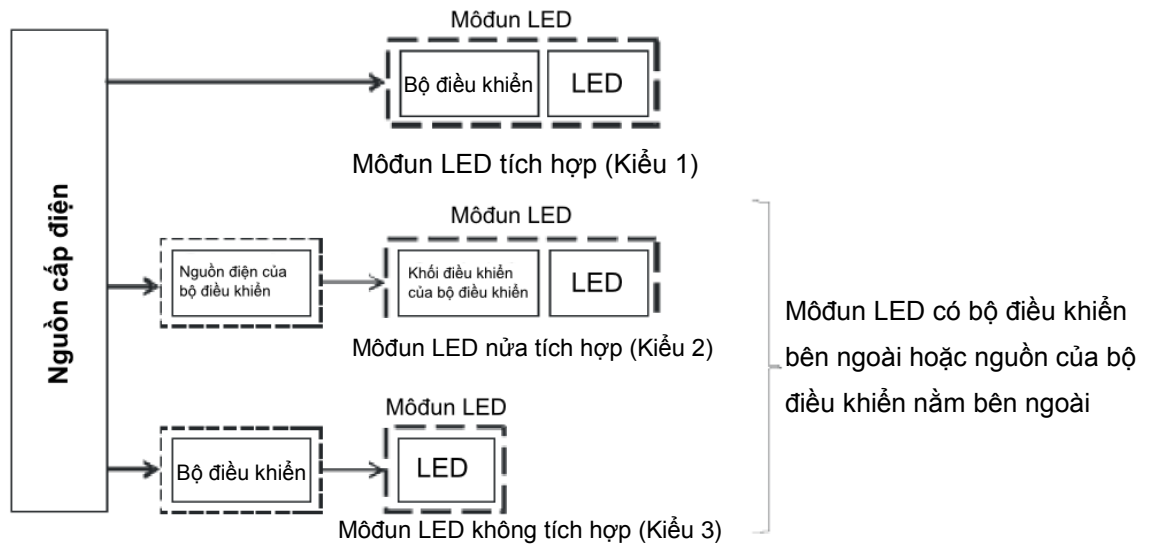 Nguồn cấp điện
Môđun LED
Bộ điều khiển
LED
Môđun LED tích hợp (Kiểu 1)
Môđun LED
Nguồn điện của
bộ điều khiển
Khối điều khiển
của bộ điều khiển
LED
Môđun LED nửa tích hợp (Kiểu 2)
Môđun LED
Bộ điều khiển
LED
Môđun LED không tích hợp (Kiểu 3)
Môđun LED có bộ điều khiển
bên ngoài hoặc nguồn của bộ
điều khiển nằm bên ngoài